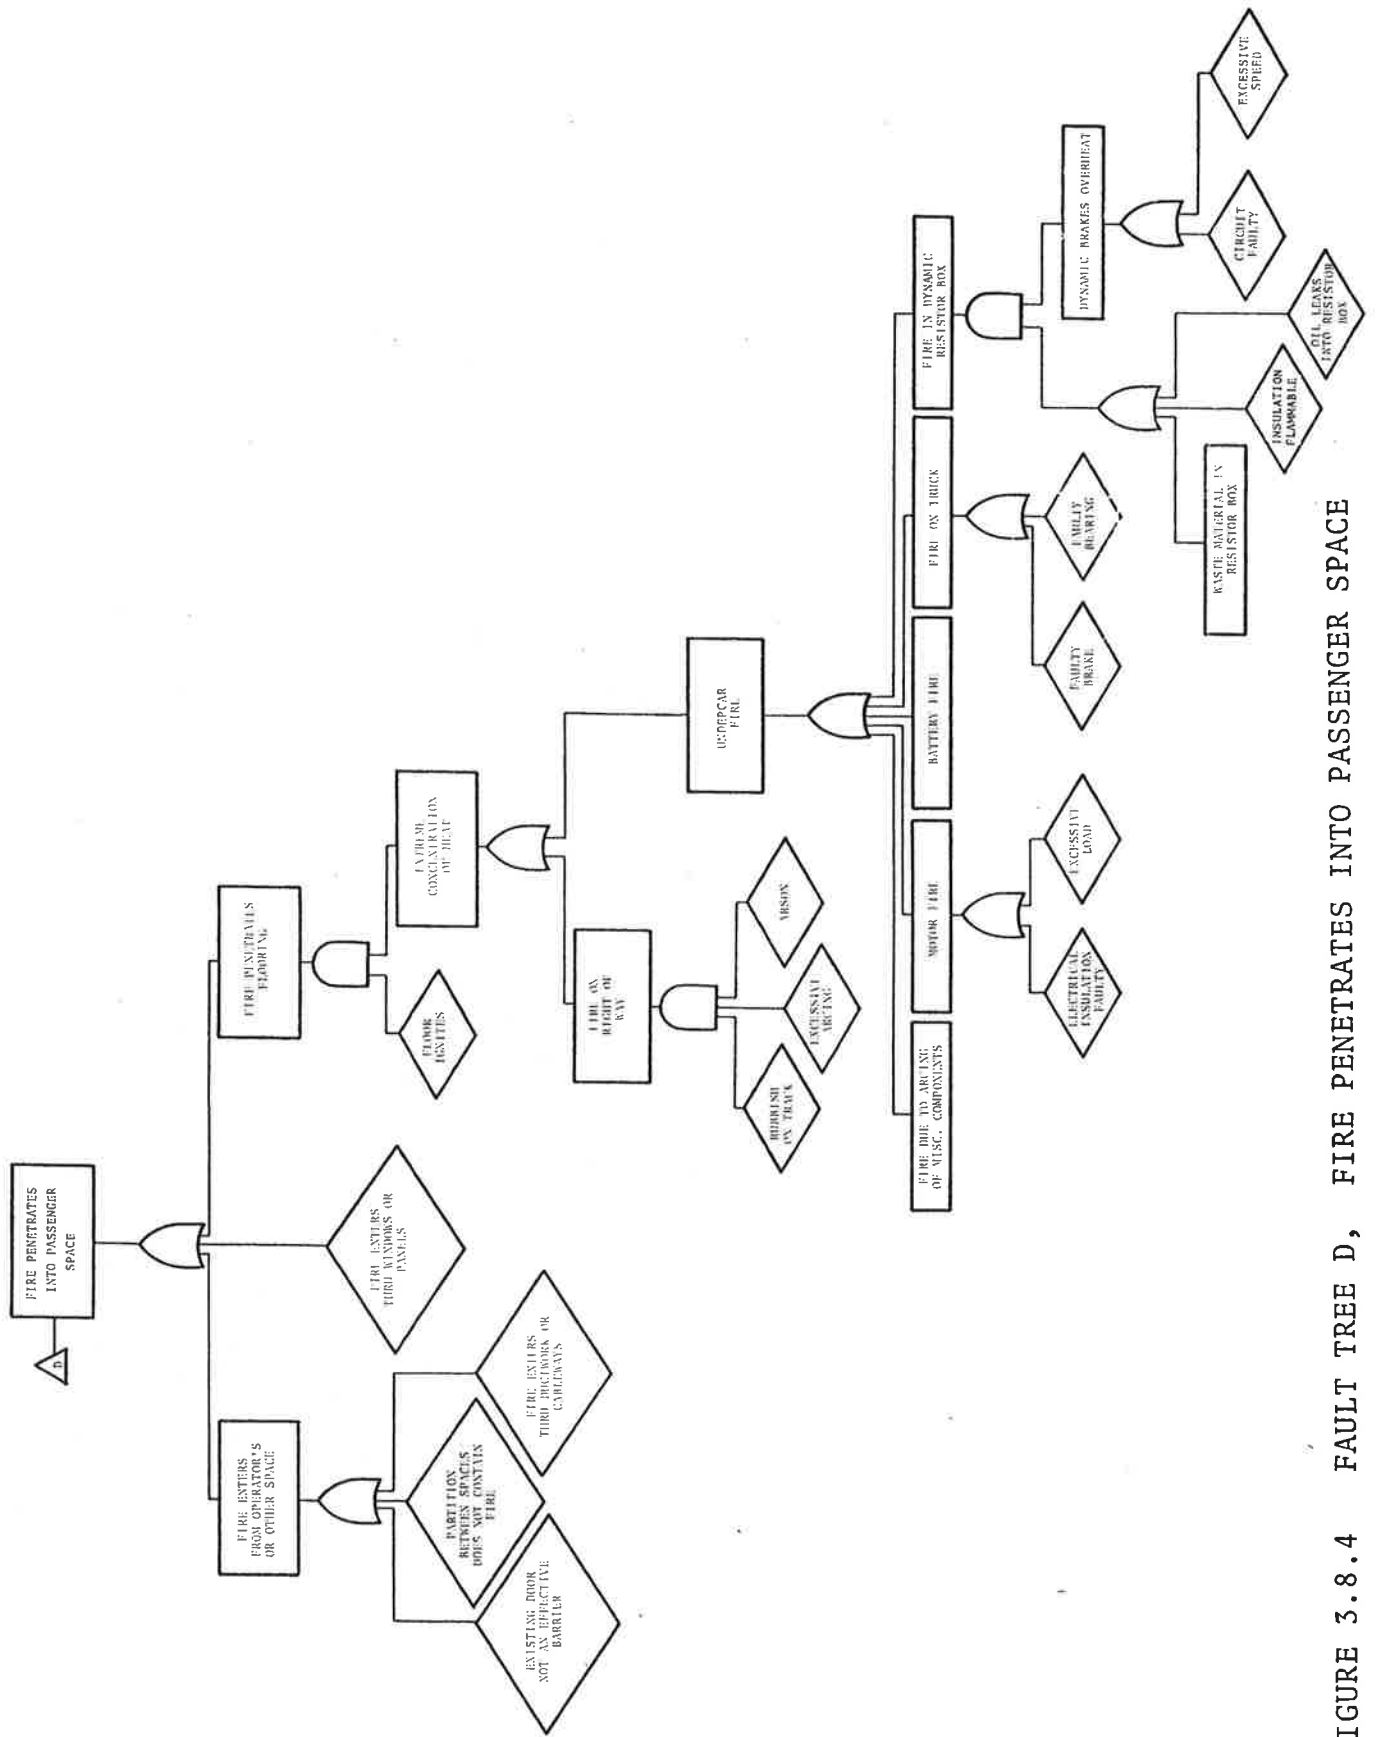 FIRE PENETRATES
INTO PASSENGER
SPACE
D
FIRE ENTERS
FROM OPERATOR'S
OR OTHER SPACE
FIRE PENETRATES
FLOORING
EXISTING DOOR
NOT AN EFFECTIVE
BARRIER
PARTITION
BETWEEN SPACES
DOES NOT CONTAIN
FIRE
FIRE ENTERS
THRU DUCTWORK OR
CABLEWAYS
FIRE ENTERS
THRU WINDOWS OR
PANELS
FLOOR
IGNITES
EXTREME
CONCENTRATION
OF HEAT
FIRE ON
RIGHT OF
WAY
UNDERCAR
FIRE
RUBBISH
ON TRACK
EXCESSIVE
ARCING
ARSON
FIRE DUE TO ARCING
OF MISC. COMPONENTS
MOTOR FIRE
BATTERY FIRE
FIRE ON TRUCK
FIRE IN DYNAMIC
RESISTOR BOX
ELECTRICAL
INSULATION
FAULTY
EXCESSIVE
LOAD
FAULTY
BRAKE
FAULTY
BEARING
DYNAMIC BRAKES OVERHEAT
WASTE MATERIAL IN
RESISTOR BOX
INSULATION
FLAMMABLE
OIL LEAKS
INTO RESISTOR
BOX
CIRCUIT
FAULTY
EXCESSIVE
SPEED
IGURE 3.8.4 FAULT TREE D, FIRE PENETRATES INTO PASSENGER SPACE